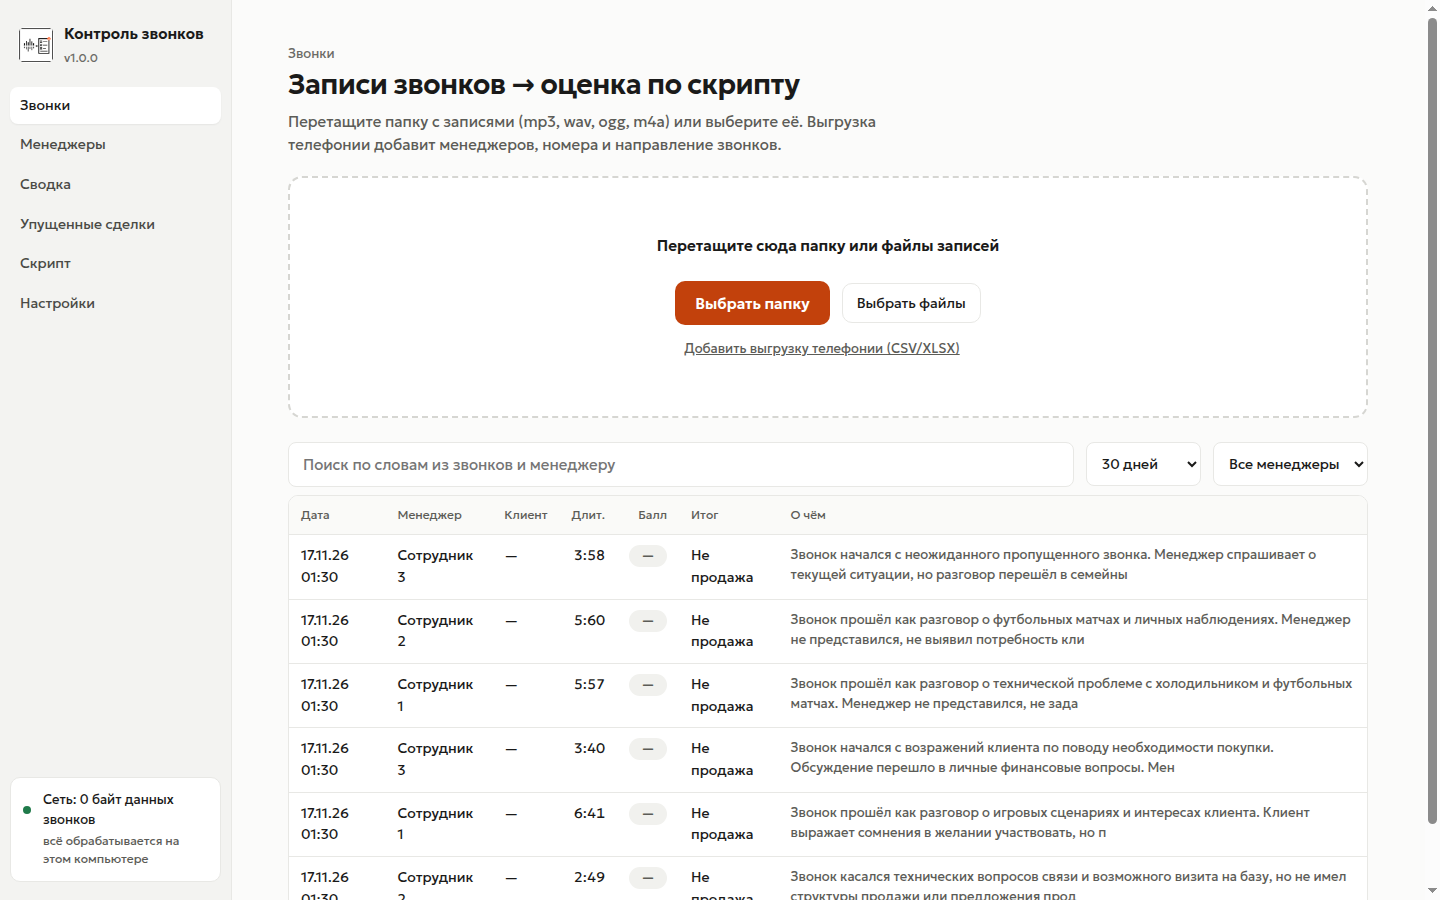 Контроль звонков
v1.0.0
Звонки
Менеджеры
Сводка
Упущенные сделки
Скрипт
Настройки
Сеть: 0 байт данных
звонков
всё обрабатывается на
этом компьютере
Звонки
Записи звонков → оценка по скрипту
Перетащите папку с записями (mp3, wav, ogg, m4a) или выберите её. Выгрузка
телефонии добавит менеджеров, номера и направление звонков.
Перетащите сюда папку или файлы записей
Выбрать папку
Выбрать файлы
Добавить выгрузку телефонии (CSV/XLSX)
Поиск по словам из звонков и менеджеру
30 дней
Все менеджеры
Дата Менеджер Клиент Длит. Балл Итог О чём
17.11.26 Сотрудник — 3:58 — Не Звонок начался с неожиданного пропущенного звонка. Менеджер спрашивает о
01:30 3 продажа текущей ситуации, но разговор перешёл в семейны
17.11.26 Сотрудник — 5:60 — Не Звонок прошёл как разговор о футбольных матчах и личных наблюдениях. Менеджер
01:30 2 продажа не представился, не выявил потребность кли
17.11.26 Сотрудник — 5:57 — Не Звонок прошёл как разговор о технической проблеме с холодильником и футбольных
01:30 1 продажа матчах. Менеджер не представился, не зада
17.11.26 Сотрудник — 3:40 — Не Звонок начался с возражений клиента по поводу необходимости покупки.
01:30 3 продажа Обсуждение перешло в личные финансовые вопросы. Мен
17.11.26 Сотрудник — 6:41 — Не Звонок прошёл как разговор о игровых сценариях и интересах клиента. Клиент
01:30 1 продажа выражает сомнения в желании участвовать, но п
17.11.26 Сотрудник — 2:49 — Не Звонок касался технических вопросов связи и возможного визита на базу, но не имел
01:30 2 продажа структуры продажи или предложения прод